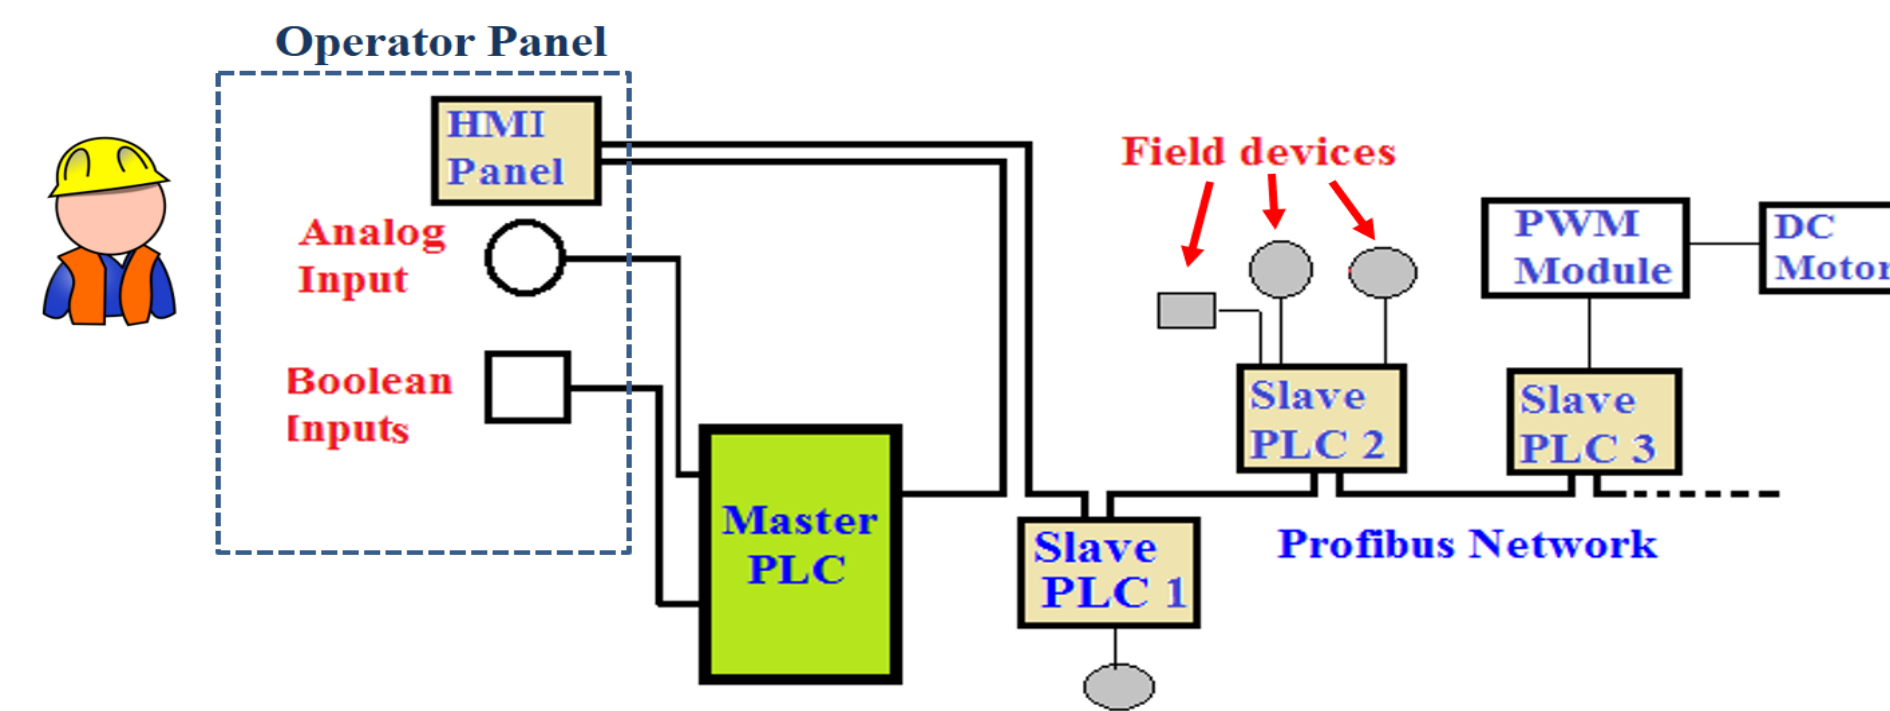 Operator Panel
HMI
Panel
Analog
Input
Boolean
Inputs
Master
PLC
Field devices
Slave
PLC 1
Slave
PLC 2
PWM
Module
DC
Motor
Slave
PLC 3
Profibus Network